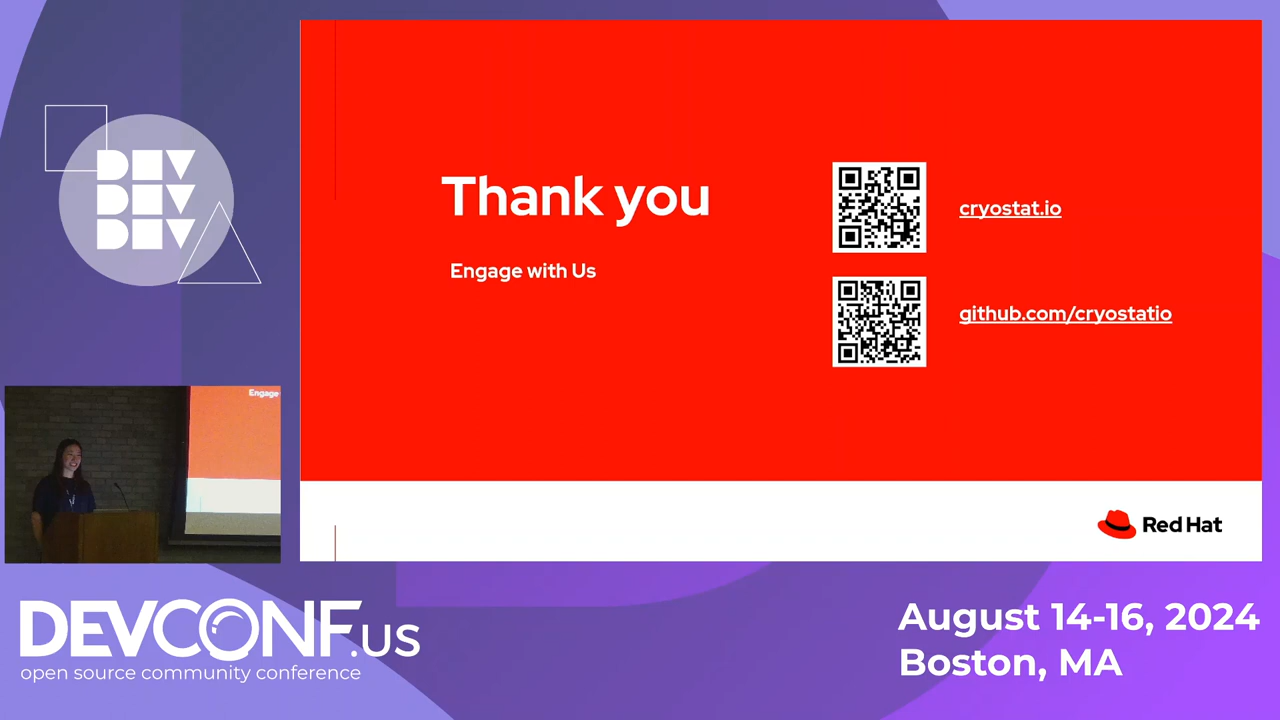 DEV
DEV
DEV
Thank you
Engage with Us
cryostat.io
github.com/cryostatio
Red Hat
Engage
DEVCONF.US
open source community conference
August 14-16, 2024
Boston, MA